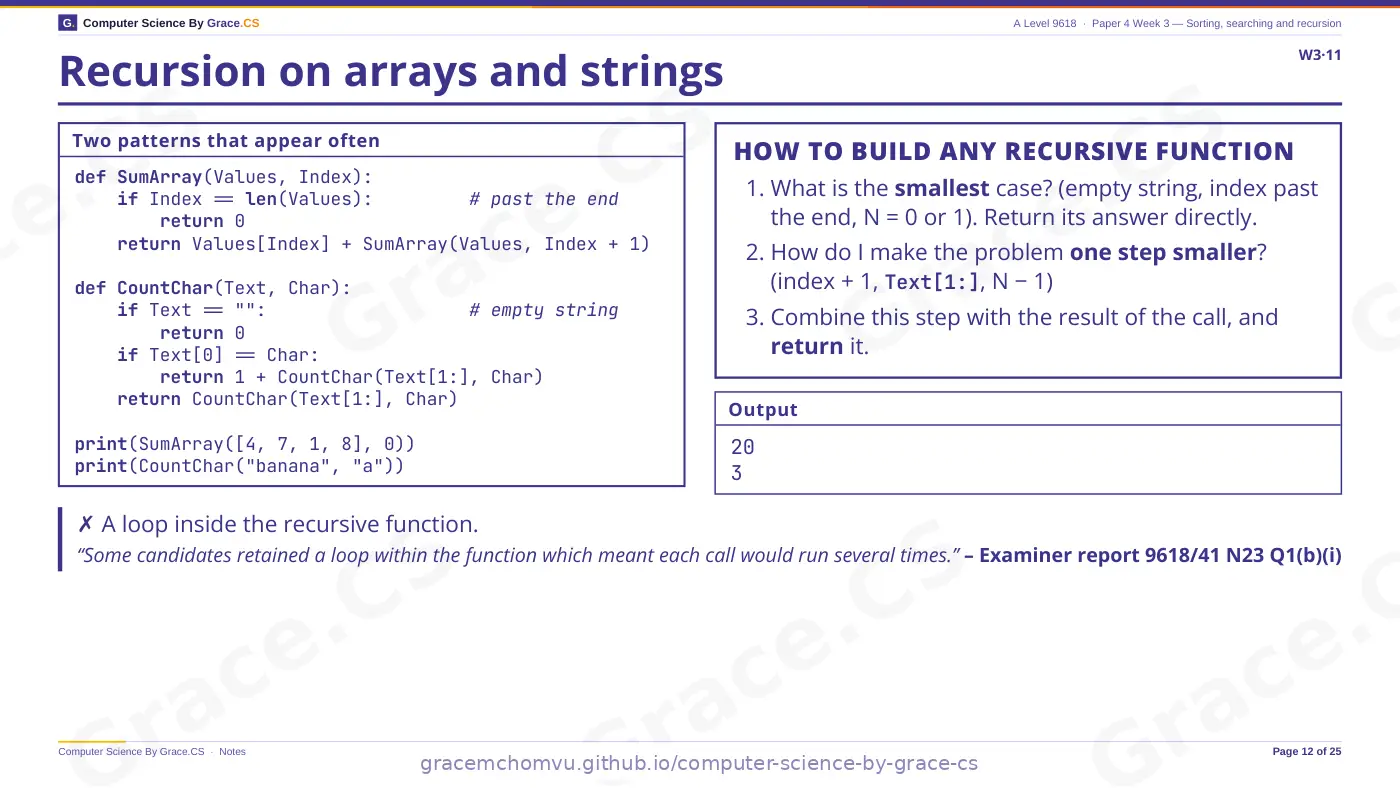 G. Computer Science By Grace.CS
A Level 9618 · Paper 4 Week 3 — Sorting, searching and recursion
Recursion on arrays and strings
W3·11
Two patterns that appear often
def SumArray(Values, Index):
    if Index == len(Values):         # past the end
        return 0
    return Values[Index] + SumArray(Values, Index + 1)
def CountChar(Text, Char):
    if Text == "":                   # empty string
        return 0
    if Text[0] == Char:
        return 1 + CountChar(Text[1:], Char)
    return CountChar(Text[1:], Char)
print(SumArray([4, 7, 1, 8], 0))
print(CountChar("banana", "a"))
HOW TO BUILD ANY RECURSIVE FUNCTION
1. What is the smallest case? (empty string, index past
the end, N = 0 or 1). Return its answer directly.
2. How do I make the problem one step smaller?
(index + 1, Text[1:], N − 1)
3. Combine this step with the result of the call, and
return it.
Output
20
3
✗ A loop inside the recursive function.
“Some candidates retained a loop within the function which meant each call would run several times.” – Examiner report 9618/41 N23 Q1(b)(i)
Computer Science By Grace.CS · Notes
Page 12 of 25
gracemchomvu.github.io/computer-science-by-grace-cs